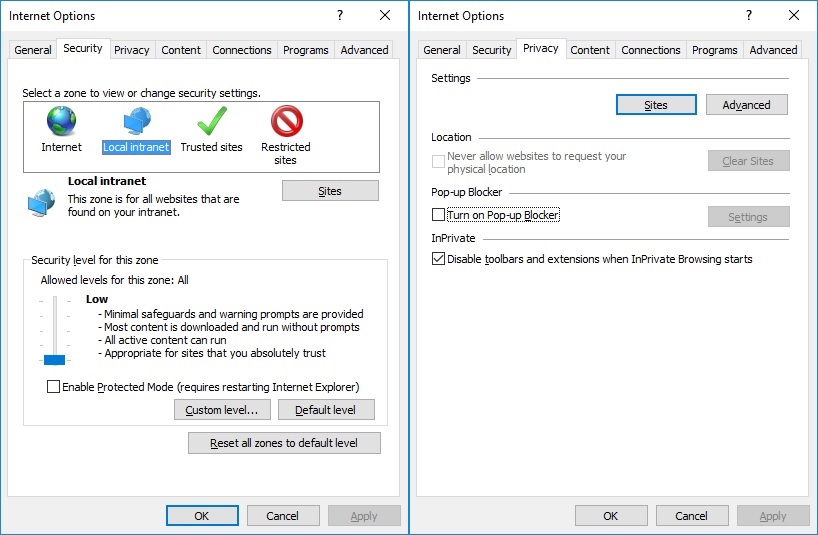 Internet Options
?
General Security Privacy Content Connections Programs Advanced
Select a zone to view or change security settings.
Internet
Local intranet
Trusted sites
Restricted
sites
Local intranet
This zone is for all websites that are
found on your intranet.
Sites
Security level for this zone
Allowed levels for this zone: All
Low
- Minimal safeguards and warning prompts are provided
- Most content is downloaded and run without prompts
- All active content can run
- Appropriate for sites that you absolutely trust
Enable Protected Mode (requires restarting Internet Explorer)
Custom level...
Default level
Reset all zones to default level
OK
Cancel
Apply
Internet Options
?
General Security Privacy Content Connections Programs Advanced
Settings
Sites
Advanced
Location
Never allow websites to request your
physical location
Clear Sites
Pop-up Blocker
Turn on Pop-up Blocker
Settings
InPrivate
Disable toolbars and extensions when InPrivate Browsing starts
OK
Cancel
Apply